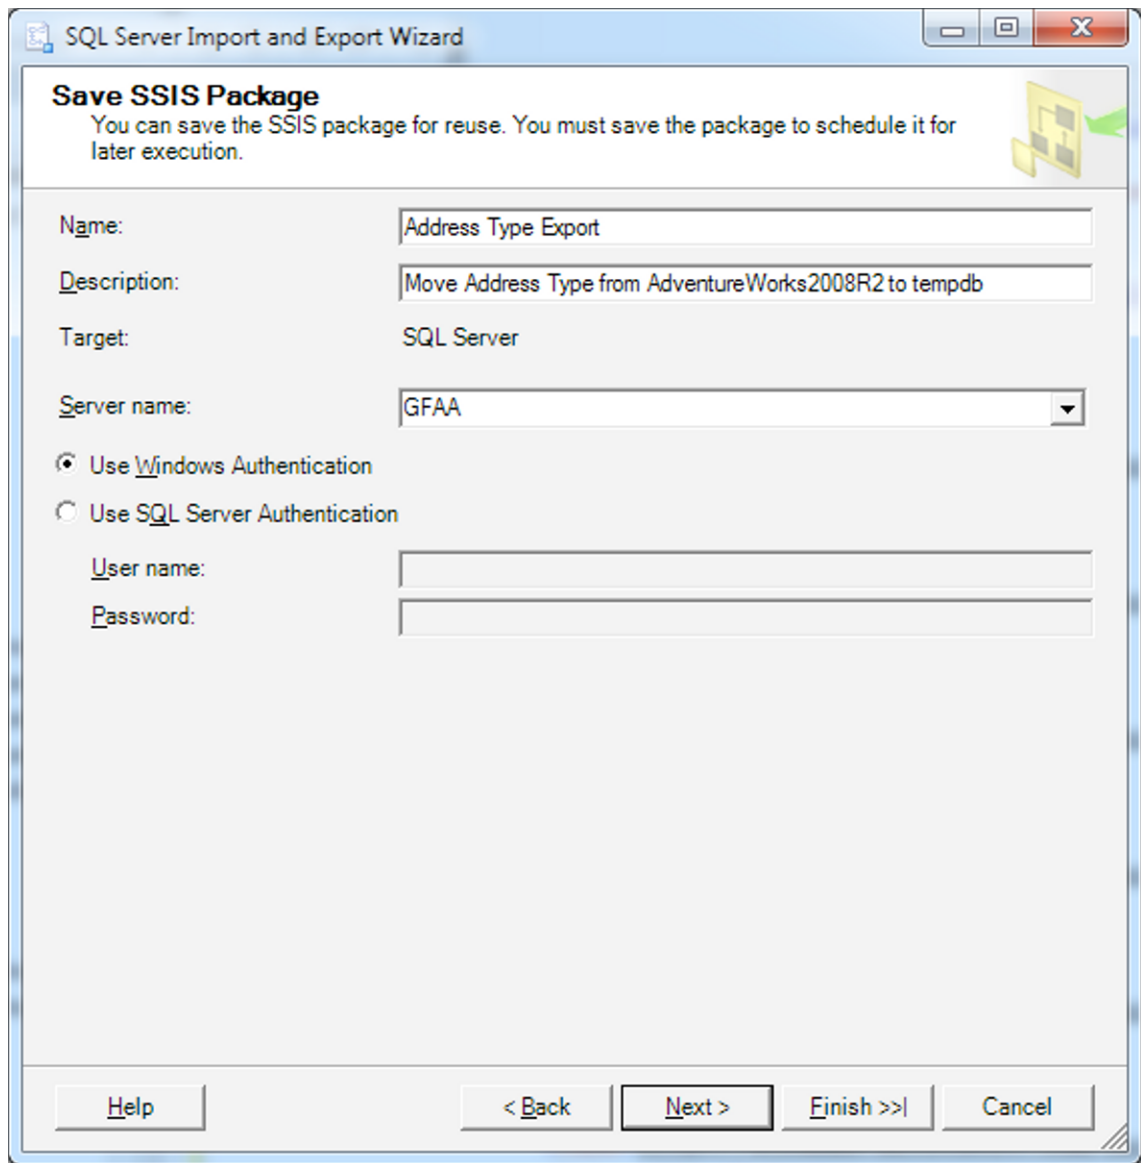 SQL Server Import and Export Wizard
Save SSIS Package
You can save the SSIS package for reuse. You must save the package to schedule it for
later execution.
Name: Address Type Export
Description: Move Address Type from AdventureWorks2008R2 to tempdb
Target: SQL Server
Server name: GFAA
Use Windows Authentication
Use SQL Server Authentication
User name:
Password:
Help < Back Next > Finish >>| Cancel